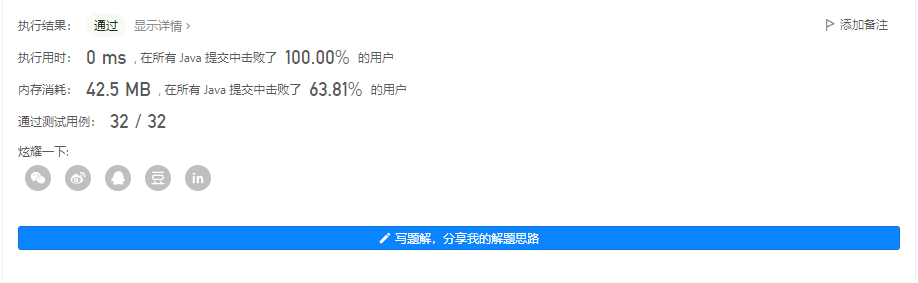 执行结果： 通过 显示详情 › 添加备注
执行用时： 0 ms , 在所有 Java 提交中击败了 100.00% 的用户
内存消耗： 42.5 MB , 在所有 Java 提交中击败了 63.81% 的用户
通过测试用例： 32 / 32
炫耀一下:
豆 in
写题解，分享我的解题思路